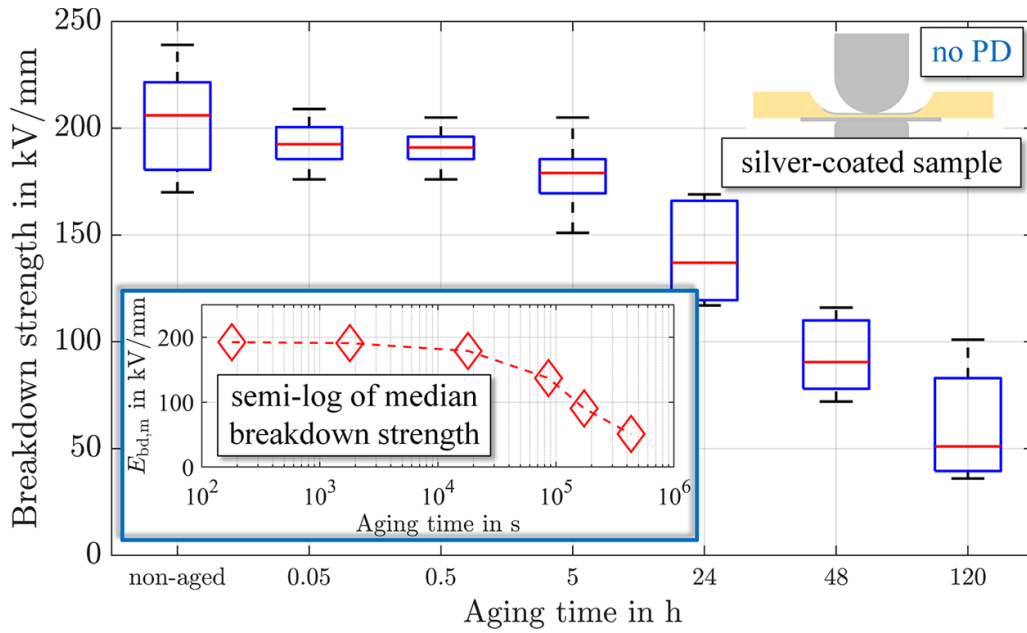 Breakdown strength in kV/mm
250
200
150
100
50
0
no PD
silver-coated sample
E_bd,m in kV/mm
200
100
0
semi-log of median
breakdown strength
10^2 10^3 10^4 10^5 10^6
Aging time in s
non-aged 0.05 0.5 5 24 48 120
Aging time in h